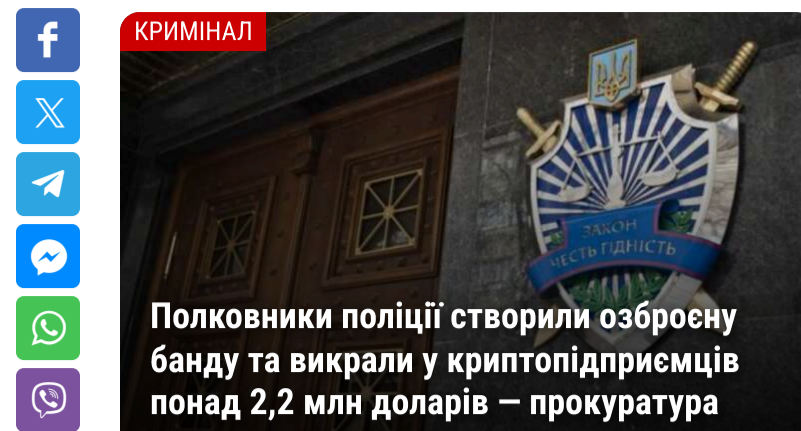 КРИМІНАЛ
ЗАКОН
ЧЕСТЬ ГІДНІСТЬ
Полковники поліції створили озброєну
банду та викрали у криптопідприємців
понад 2,2 млн доларів — прокуратура